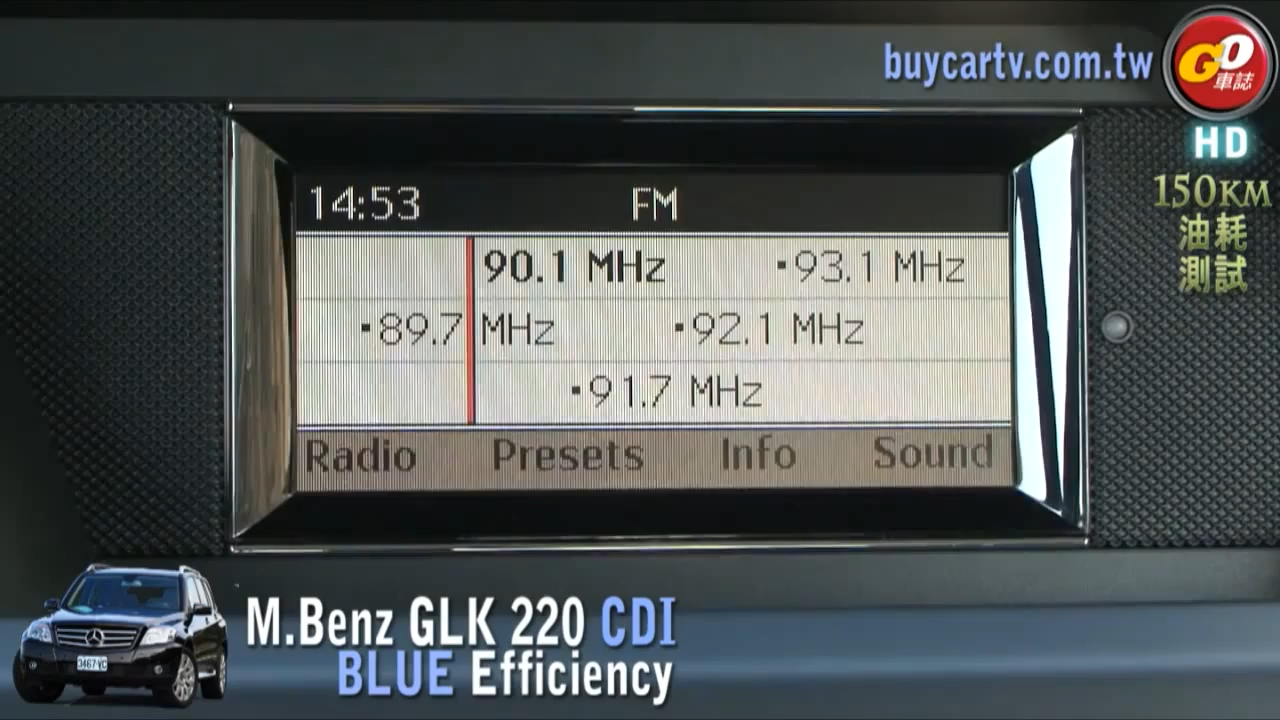 buycartv.com.tw
GO
車誌
HD
150KM
油耗
測試
14:53 FM
90.1 MHz ·93.1 MHz
·89.7 MHz ·92.1 MHz
·91.7 MHz
Radio Presets Info Sound
3467-VC
M.Benz GLK 220 CDI
BLUE Efficiency